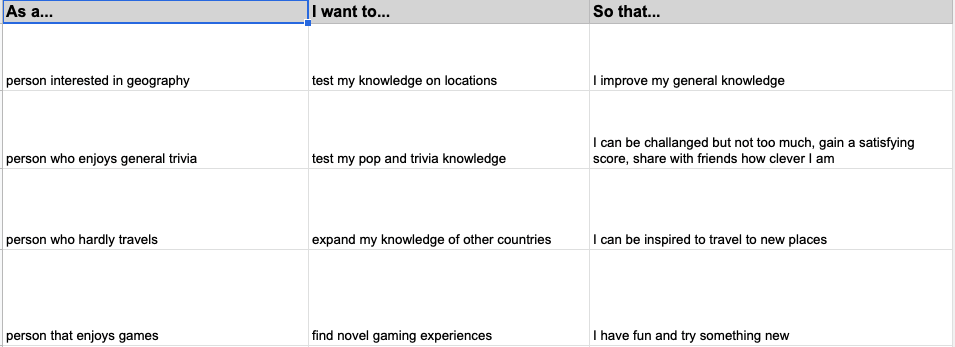 As a... I want to... So that...
person interested in geography test my knowledge on locations I improve my general knowledge
I can be challanged but not too much, gain a satisfying
person who enjoys general trivia test my pop and trivia knowledge score, share with friends how clever I am
person who hardly travels expand my knowledge of other countries I can be inspired to travel to new places
person that enjoys games find novel gaming experiences I have fun and try something new